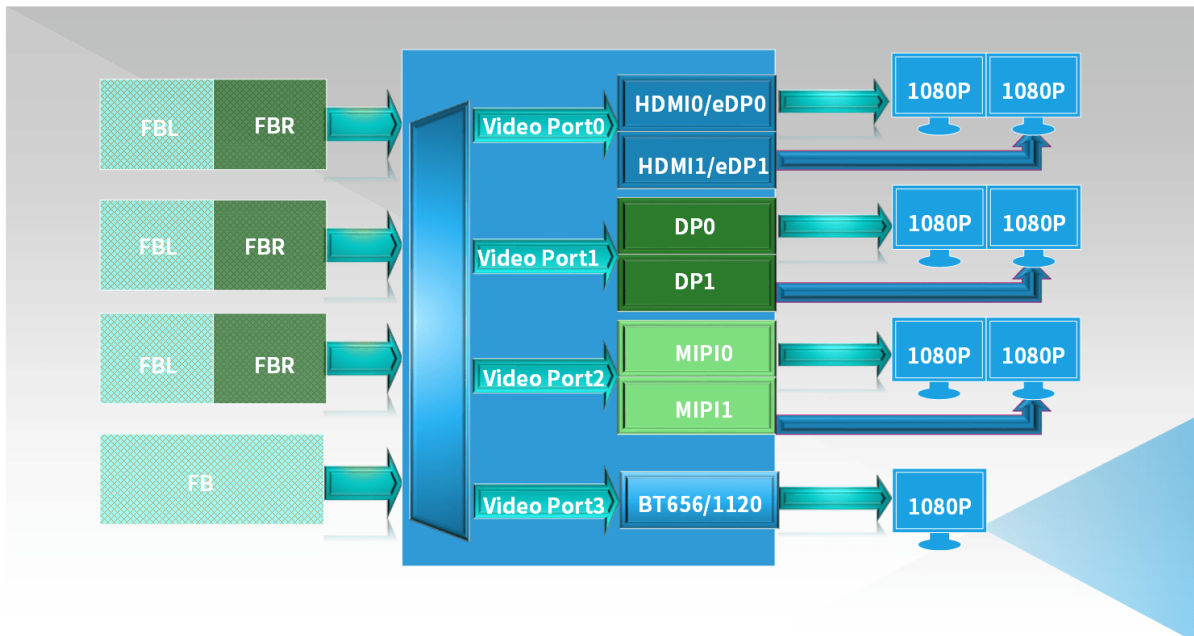 FBL FBR
Video Port0
HDMI0/eDP0
HDMI1/eDP1
1080P 1080P
FBL FBR
Video Port1
DP0
DP1
1080P 1080P
FBL FBR
Video Port2
MIPI0
MIPI1
1080P 1080P
FB
Video Port3
BT656/1120
1080P